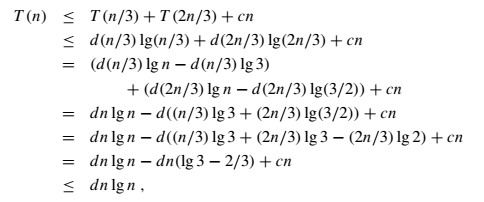 T(n) ≤ T(n/3) + T(2n/3) + cn
≤ d(n/3) lg(n/3) + d(2n/3) lg(2n/3) + cn
= (d(n/3) lg n − d(n/3) lg 3)
+ (d(2n/3) lg n − d(2n/3) lg(3/2)) + cn
= dn lg n − d((n/3) lg 3 + (2n/3) lg(3/2)) + cn
= dn lg n − d((n/3) lg 3 + (2n/3) lg 3 − (2n/3) lg 2) + cn
= dn lg n − dn(lg 3 − 2/3) + cn
≤ dn lg n ,